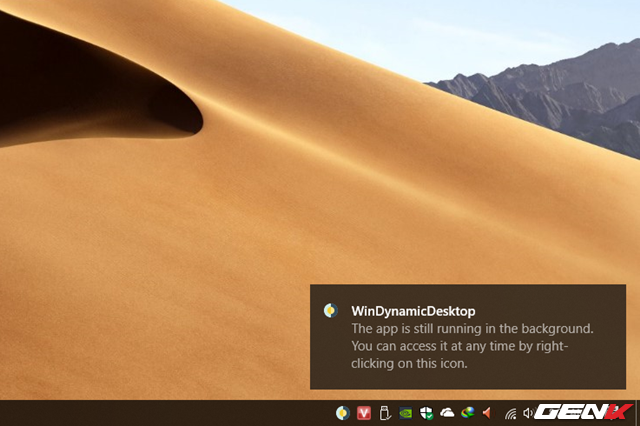 WinDynamicDesktop
The app is still running in the background.
You can access it at any time by right-
clicking on this icon.
GENK